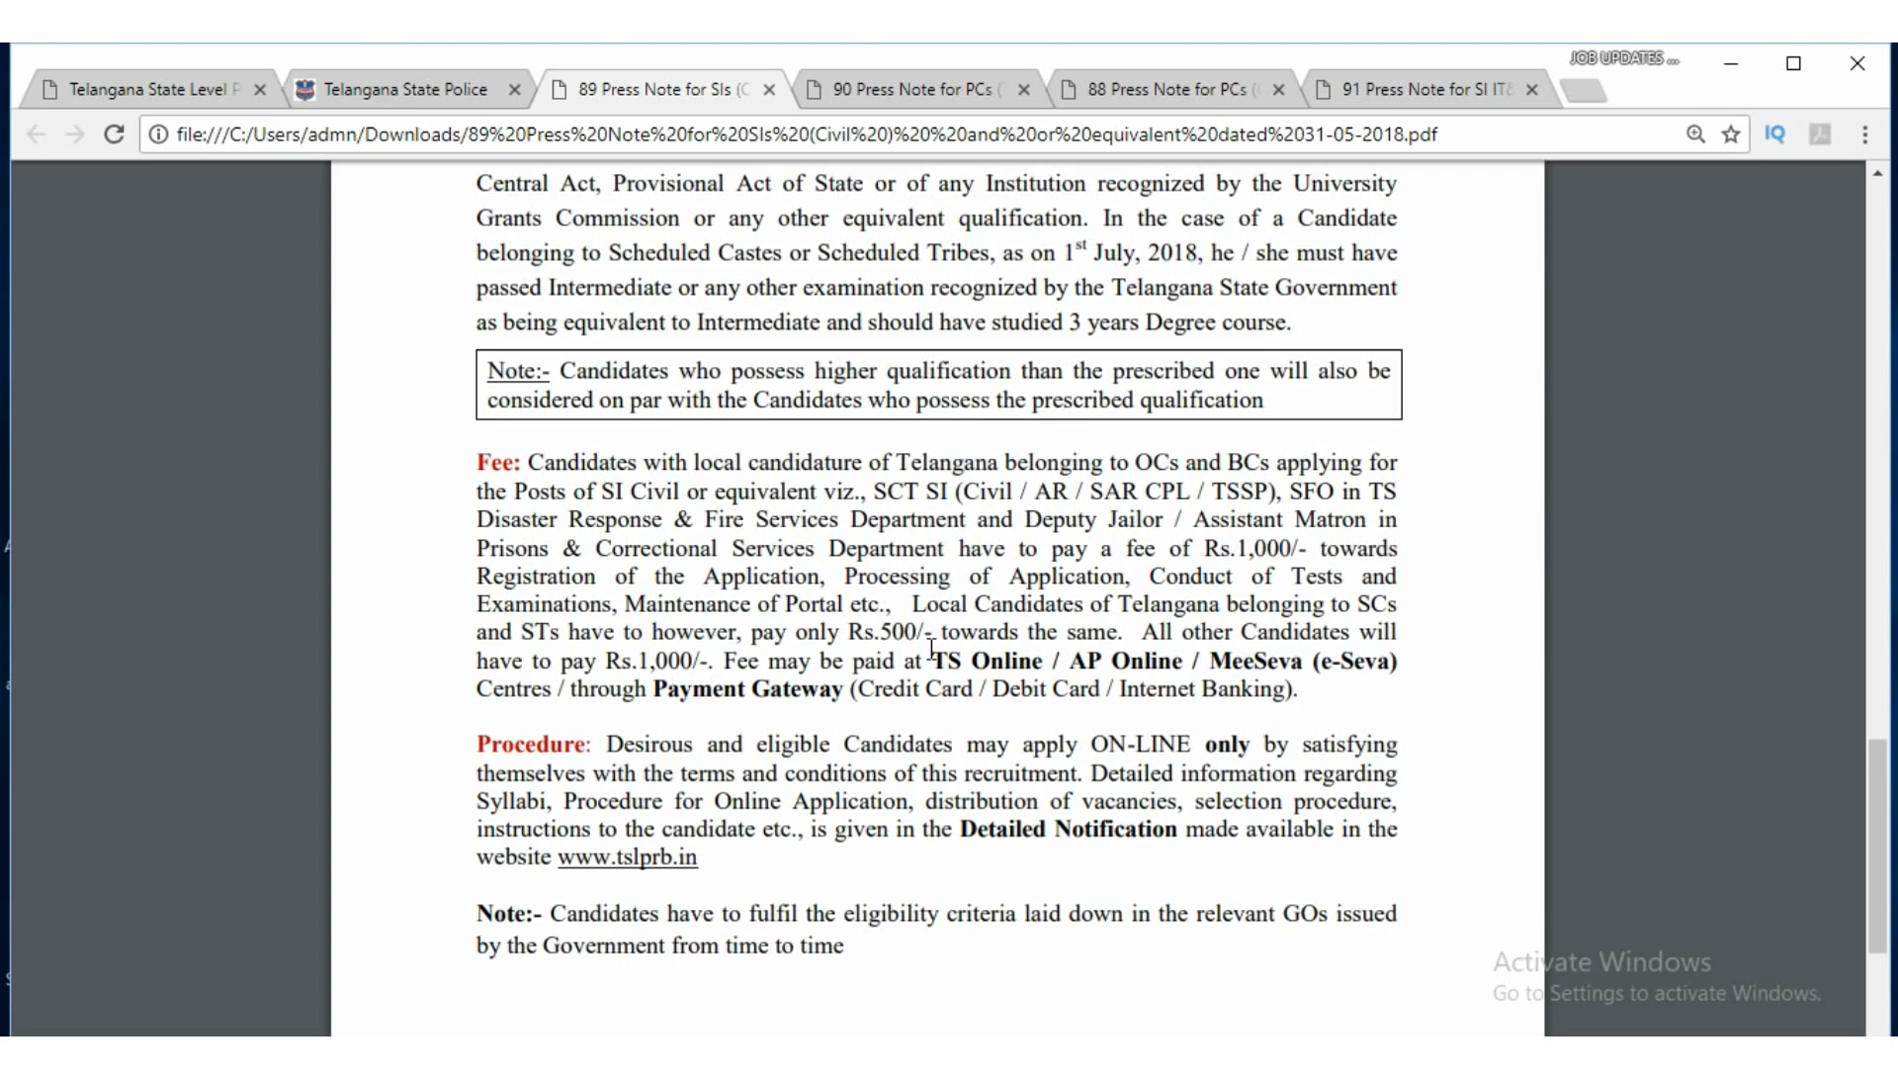 JOB UPDATES ...
Telangana State Level P
Telangana State Police
89 Press Note for SIs (C
90 Press Note for PCs (
88 Press Note for PCs (
91 Press Note for SI IT&
file:///C:/Users/admn/Downloads/89%20Press%20Note%20for%20SIs%20(Civil%20)%20%20and%20or%20equivalent%20dated%2031-05-2018.pdf
IQ
Central Act, Provisional Act of State or of any Institution recognized by the University
Grants Commission or any other equivalent qualification. In the case of a Candidate
belonging to Scheduled Castes or Scheduled Tribes, as on 1st July, 2018, he / she must have
passed Intermediate or any other examination recognized by the Telangana State Government
as being equivalent to Intermediate and should have studied 3 years Degree course.
Note:- Candidates who possess higher qualification than the prescribed one will also be
considered on par with the Candidates who possess the prescribed qualification
Fee: Candidates with local candidature of Telangana belonging to OCs and BCs applying for
the Posts of SI Civil or equivalent viz., SCT SI (Civil / AR / SAR CPL / TSSP), SFO in TS
Disaster Response & Fire Services Department and Deputy Jailor / Assistant Matron in
Prisons & Correctional Services Department have to pay a fee of Rs.1,000/- towards
Registration of the Application, Processing of Application, Conduct of Tests and
Examinations, Maintenance of Portal etc., Local Candidates of Telangana belonging to SCs
and STs have to however, pay only Rs.500/- towards the same. All other Candidates will
have to pay Rs.1,000/-. Fee may be paid at TS Online / AP Online / MeeSeva (e-Seva)
Centres / through Payment Gateway (Credit Card / Debit Card / Internet Banking).
Procedure: Desirous and eligible Candidates may apply ON-LINE only by satisfying
themselves with the terms and conditions of this recruitment. Detailed information regarding
Syllabi, Procedure for Online Application, distribution of vacancies, selection procedure,
instructions to the candidate etc., is given in the Detailed Notification made available in the
website www.tslprb.in
Note:- Candidates have to fulfil the eligibility criteria laid down in the relevant GOs issued
by the Government from time to time
Activate Windows
Go to Settings to activate Windows.